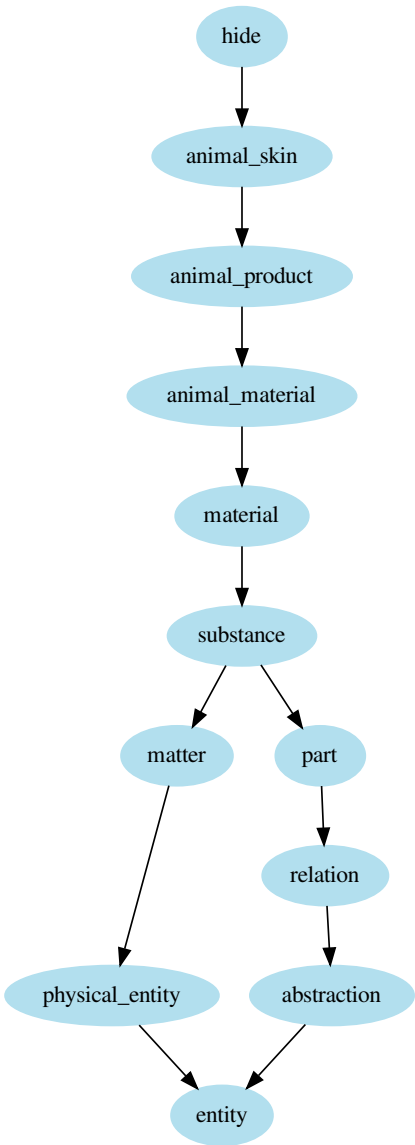 hide
animal_skin
animal_product
animal_material
material
substance
matter
part
relation
physical_entity
abstraction
entity